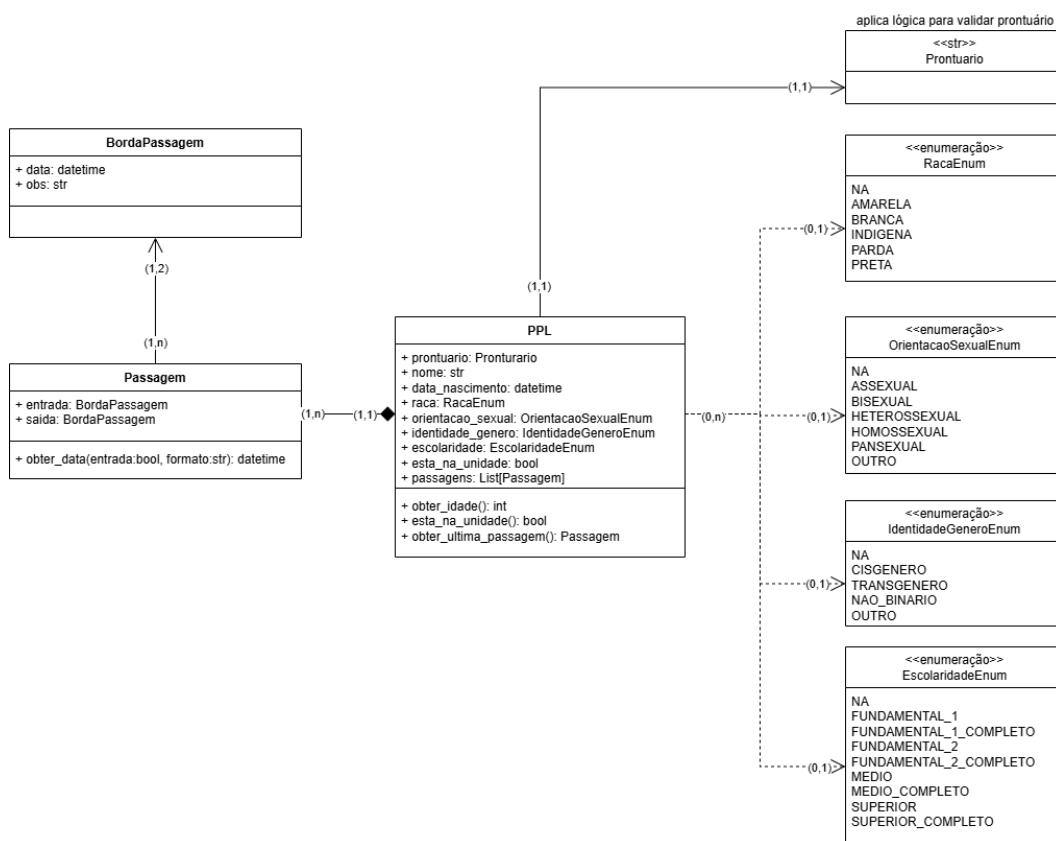 aplica lógica para validar prontuário
<<str>>
Prontuario
(1,1)
(1,1)
BordaPassagem
+ data: datetime
+ obs: str
(1,2)
(1,n)
Passagem
+ entrada: BordaPassagem
+ saida: BordaPassagem
+ obter_data(entrada:bool, formato:str): datetime
(1,n)
(1,1)
PPL
+ prontuario: Pronturario
+ nome: str
+ data_nascimento: datetime
+ raca: RacaEnum
+ orientacao_sexual: OrientacaoSexualEnum
+ identidade_genero: IdentidadeGeneroEnum
+ escolaridade: EscolaridadeEnum
+ esta_na_unidade: bool
+ passagens: List[Passagem]
+ obter_idade(): int
+ esta_na_unidade(): bool
+ obter_ultima_passagem(): Passagem
(0,n)
(0,1)
<<enumeração>>
RacaEnum
NA
AMARELA
BRANCA
INDIGENA
PARDA
PRETA
(0,1)
<<enumeração>>
OrientacaoSexualEnum
NA
ASSEXUAL
BISEXUAL
HETEROSSEXUAL
HOMOSSEXUAL
PANSEXUAL
OUTRO
(0,1)
<<enumeração>>
IdentidadeGeneroEnum
NA
CISGENERO
TRANSGENERO
NAO_BINARIO
OUTRO
(0,1)
<<enumeração>>
EscolaridadeEnum
NA
FUNDAMENTAL_1
FUNDAMENTAL_1_COMPLETO
FUNDAMENTAL_2
FUNDAMENTAL_2_COMPLETO
MEDIO
MEDIO_COMPLETO
SUPERIOR
SUPERIOR_COMPLETO